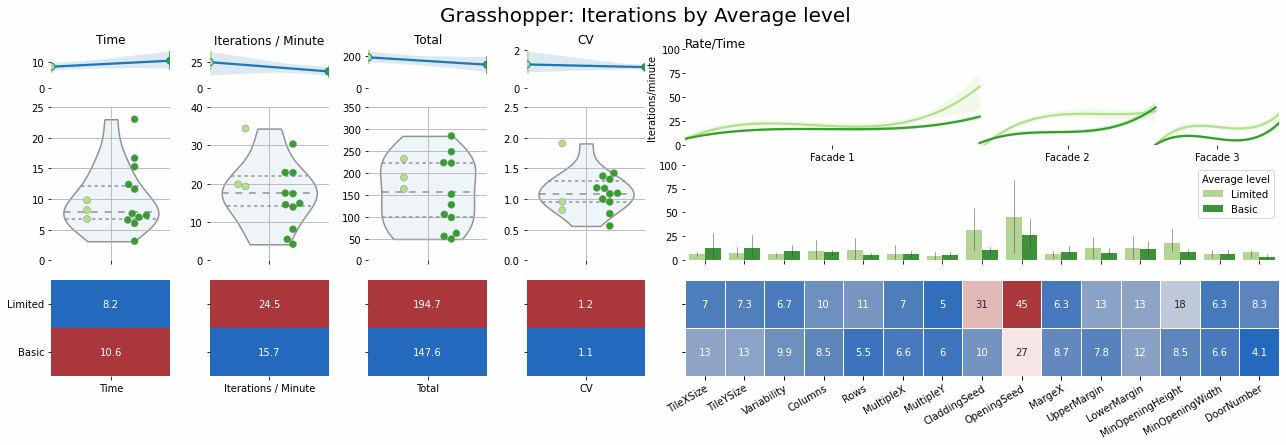 Grasshopper: Iterations by Average level
Time
Iterations / Minute
Total
CV
Rate/Time
10
0
25
0
200
0
2
0
100
75
50
25
0
Iterations/minute
Facade 1
Facade 2
Facade 3
25
20
15
10
5
0
40
30
20
10
0
350
300
250
200
150
100
50
0
2.5
2.0
1.5
1.0
0.5
0.0
100
75
50
25
0
Average level
Limited
Basic
Limited
8.2
24.5
194.7
1.2
7 7.3 6.7 10 11 7 5 31 45 6.3 13 13 18 6.3 8.3
Basic
10.6
15.7
147.6
1.1
13 13 9.9 8.5 5.5 6.6 6 10 27 8.7 7.8 12 8.5 6.6 4.1
Time
Iterations / Minute
Total
CV
TileXSize
TileYSize
Variability
Columns
Rows
MultipleX
MultipleY
CladdingSeed
OpeningSeed
MargeX
UpperMargin
LowerMargin
MinOpeningHeight
MinOpeningWidth
DoorNumber